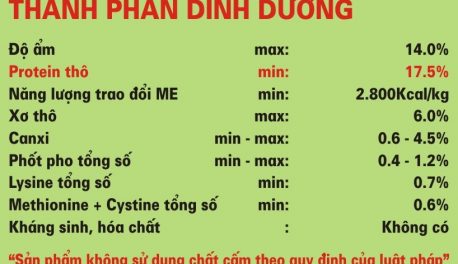 THÀNH PHẦN DINH DƯỠNG
Độ ẩm max: 14.0%
Protein thô min: 17.5%
Năng lượng trao đổi ME min: 2.800Kcal/kg
Xơ thô max: 6.0%
Canxi min - max: 0.6 - 4.5%
Phốt pho tổng số min - max: 0.4 - 1.2%
Lysine tổng số min: 0.7%
Methionine + Cystine tổng số min: 0.6%
Kháng sinh, hóa chất : Không có
“Sản phẩm không sử dụng chất cấm theo quy định của luật pháp”